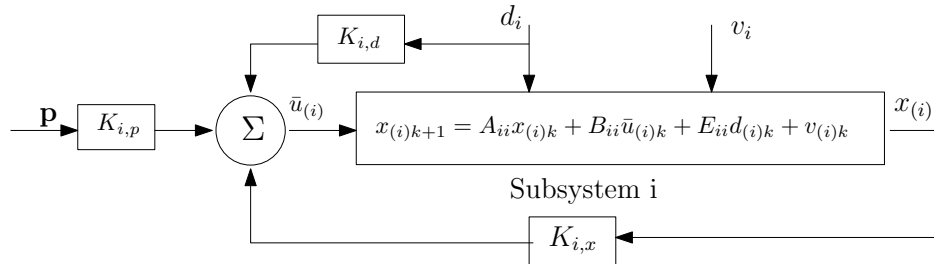 d_i
v_i
K_{i,d}
p
K_{i,p}
Σ
ū_{(i)}
x_{(i)k+1} = A_{ii}x_{(i)k} + B_{ii}ū_{(i)k} + E_{ii}d_{(i)k} + v_{(i)k}
x_{(i)}
Subsystem i
K_{i,x}